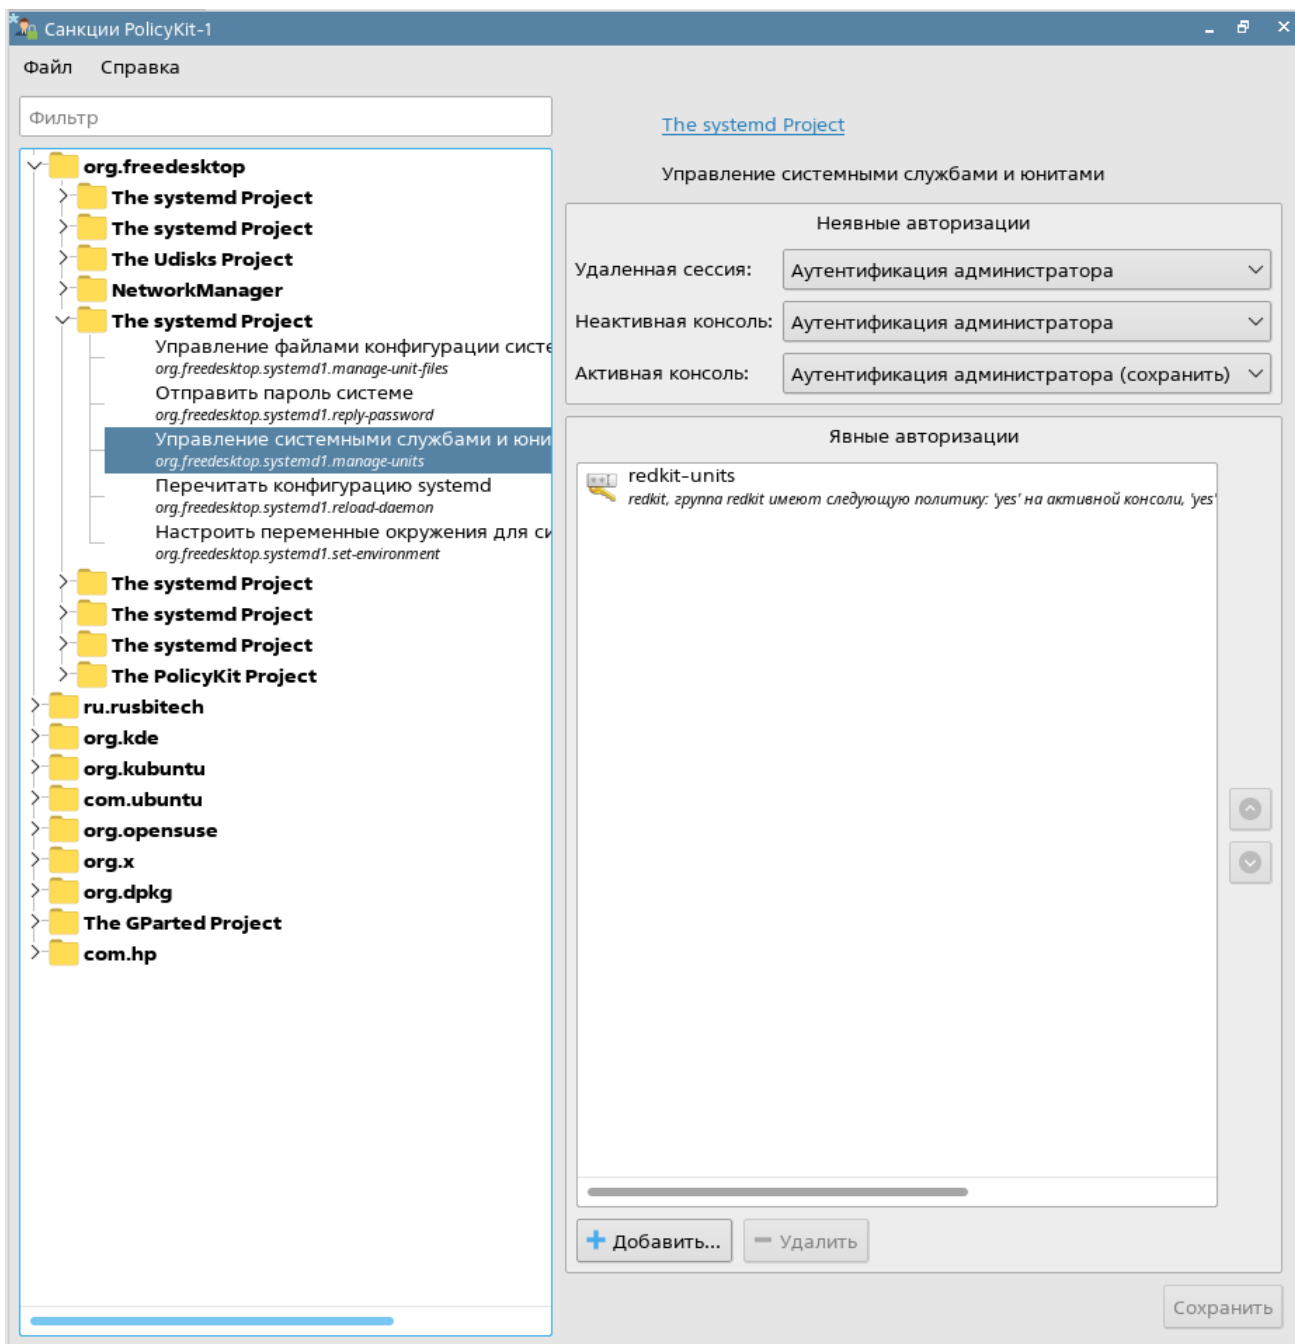 Санкции PolicyKit-1
Файл Справка
Фильтр
org.freedesktop
The systemd Project
The systemd Project
The Udisks Project
NetworkManager
The systemd Project
Управление файлами конфигурации систе
org.freedesktop.systemd1.manage-unit-files
Отправить пароль системе
org.freedesktop.systemd1.reply-password
Управление системными службами и юни
org.freedesktop.systemd1.manage-units
Перечитать конфигурацию systemd
org.freedesktop.systemd1.reload-daemon
Настроить переменные окружения для си
org.freedesktop.systemd1.set-environment
The systemd Project
The systemd Project
The systemd Project
The PolicyKit Project
ru.rusbitech
org.kde
org.kubuntu
com.ubuntu
org.opensuse
org.x
org.dpkg
The GParted Project
com.hp
The systemd Project
Управление системными службами и юнитами
Неявные авторизации
Удаленная сессия: Аутентификация администратора
Неактивная консоль: Аутентификация администратора
Активная консоль: Аутентификация администратора (сохранить)
Явные авторизации
redkit-units
redkit, группа redkit имеют следующую политику: 'yes' на активной консоли, 'yes'
Добавить... Удалить
Сохранить